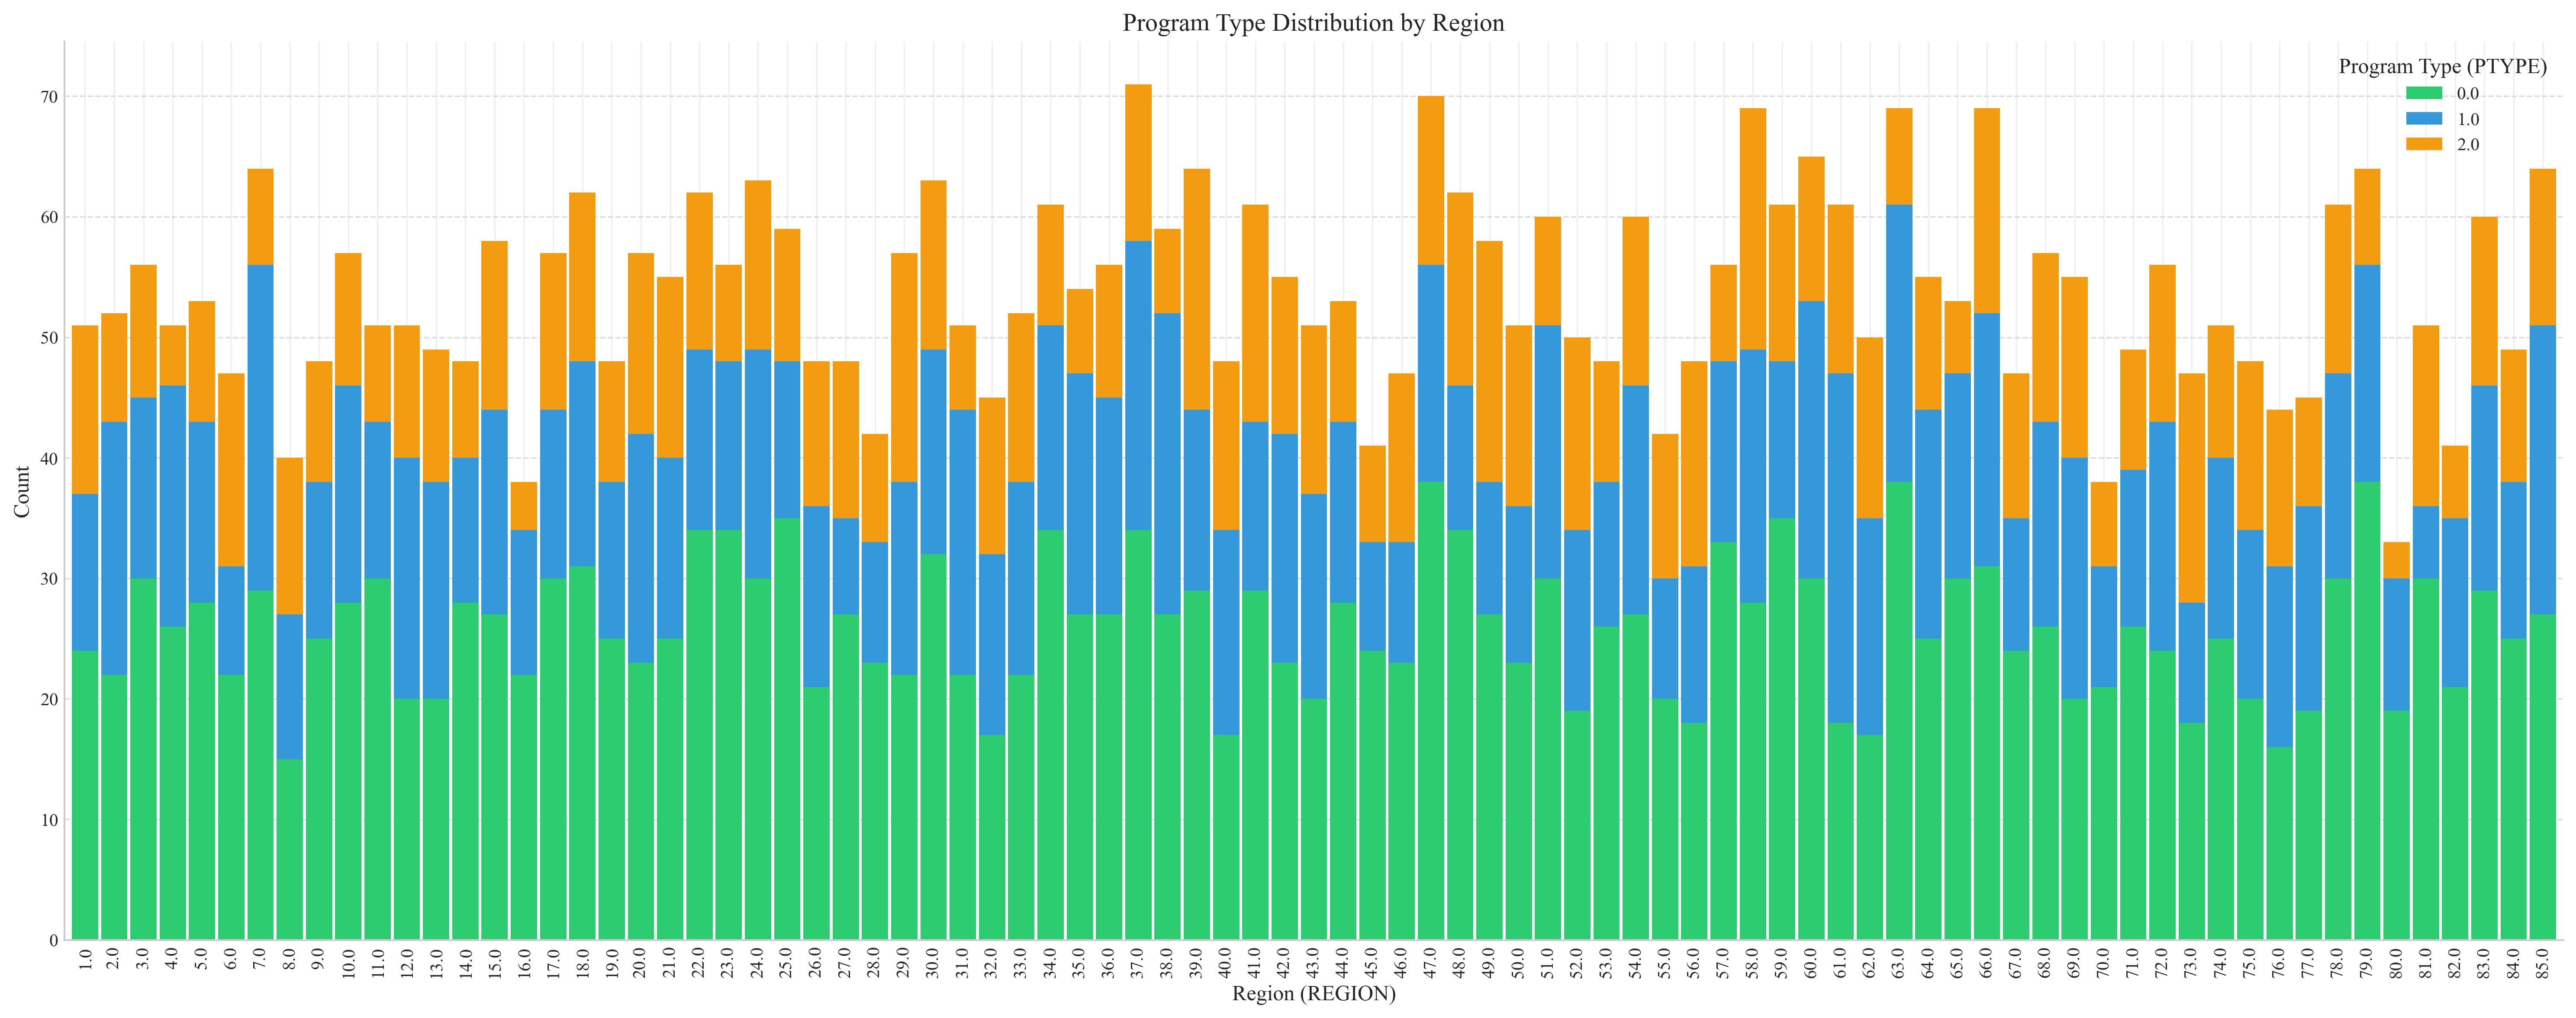 Program Type Distribution by Region
Program Type (PTYPE)
0.0
1.0
2.0
Count
70
60
50
40
30
20
10
0
1.0 2.0 3.0 4.0 5.0 6.0 7.0 8.0 9.0 10.0 11.0 12.0 13.0 14.0 15.0 16.0 17.0 18.0 19.0 20.0 21.0 22.0 23.0 24.0 25.0 26.0 27.0 28.0 29.0 30.0 31.0 32.0 33.0 34.0 35.0 36.0 37.0 38.0 39.0 40.0 41.0 42.0 43.0 44.0 45.0 46.0 47.0 48.0 49.0 50.0 51.0 52.0 53.0 54.0 55.0 56.0 57.0 58.0 59.0 60.0 61.0 62.0 63.0 64.0 65.0 66.0 67.0 68.0 69.0 70.0 71.0 72.0 73.0 74.0 75.0 76.0 77.0 78.0 79.0 80.0 81.0 82.0 83.0 84.0 85.0
Region (REGION)